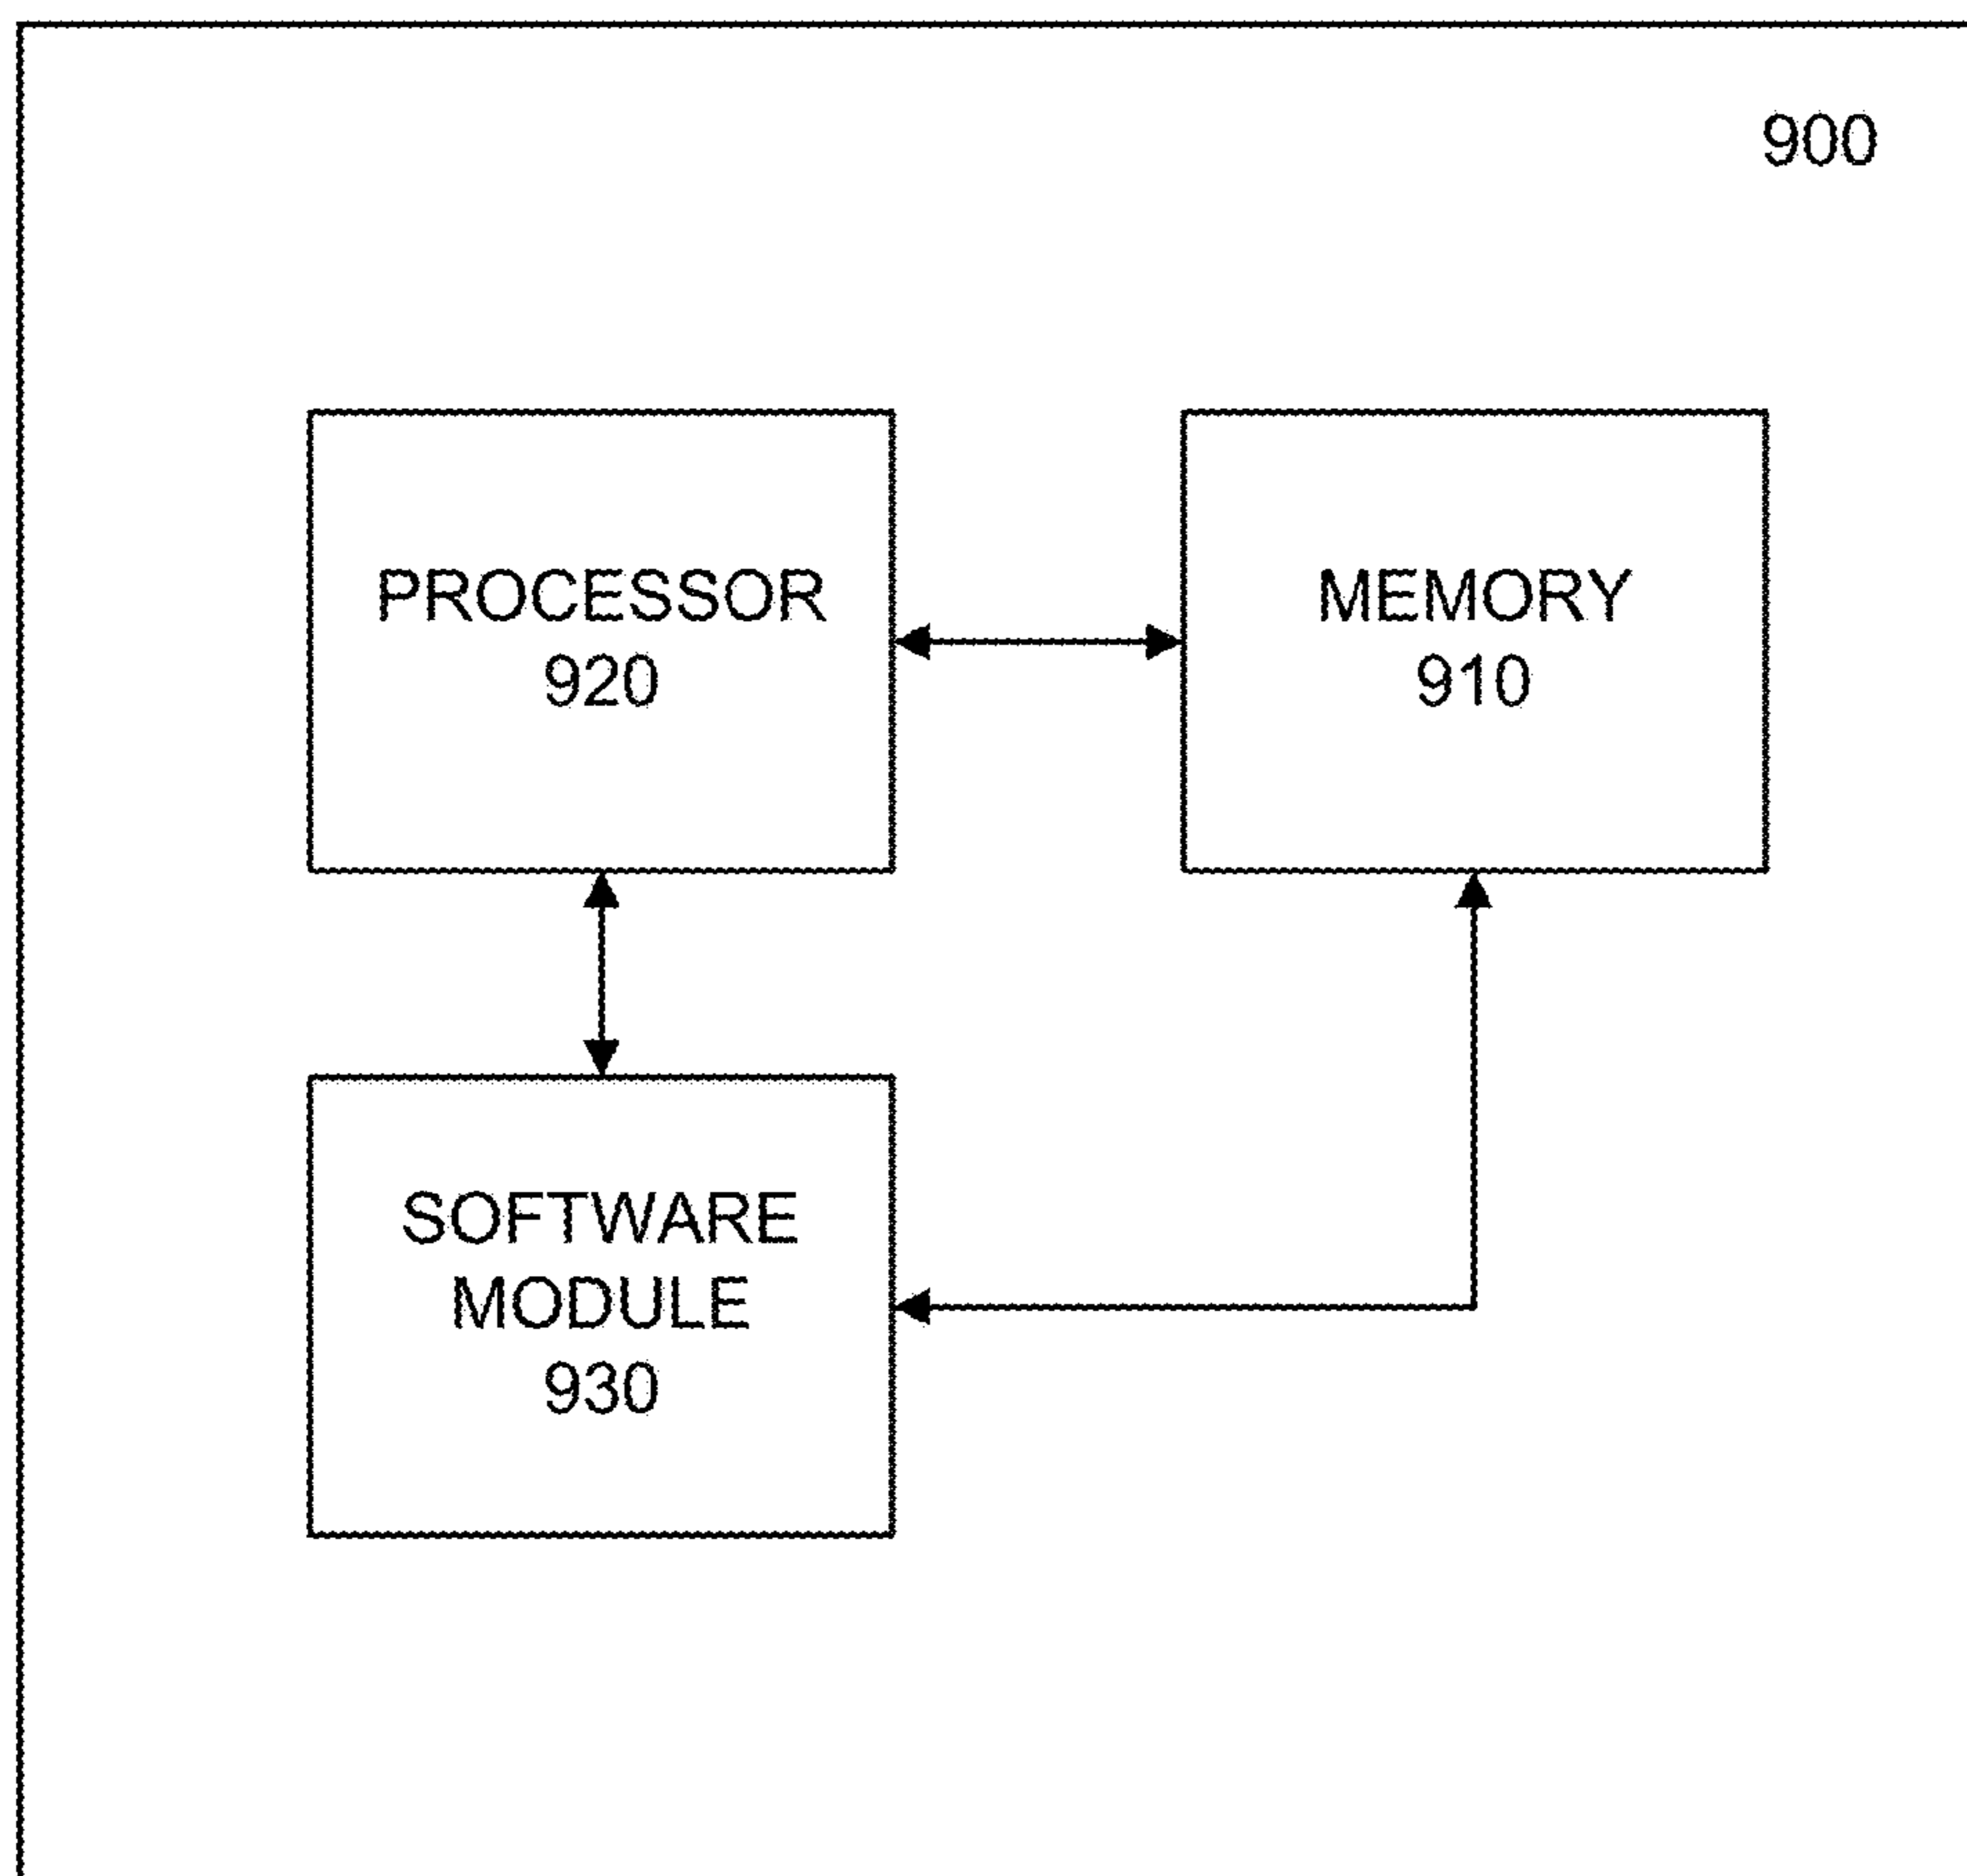 900
PROCESSOR
920
MEMORY
910
SOFTWARE
MODULE
930